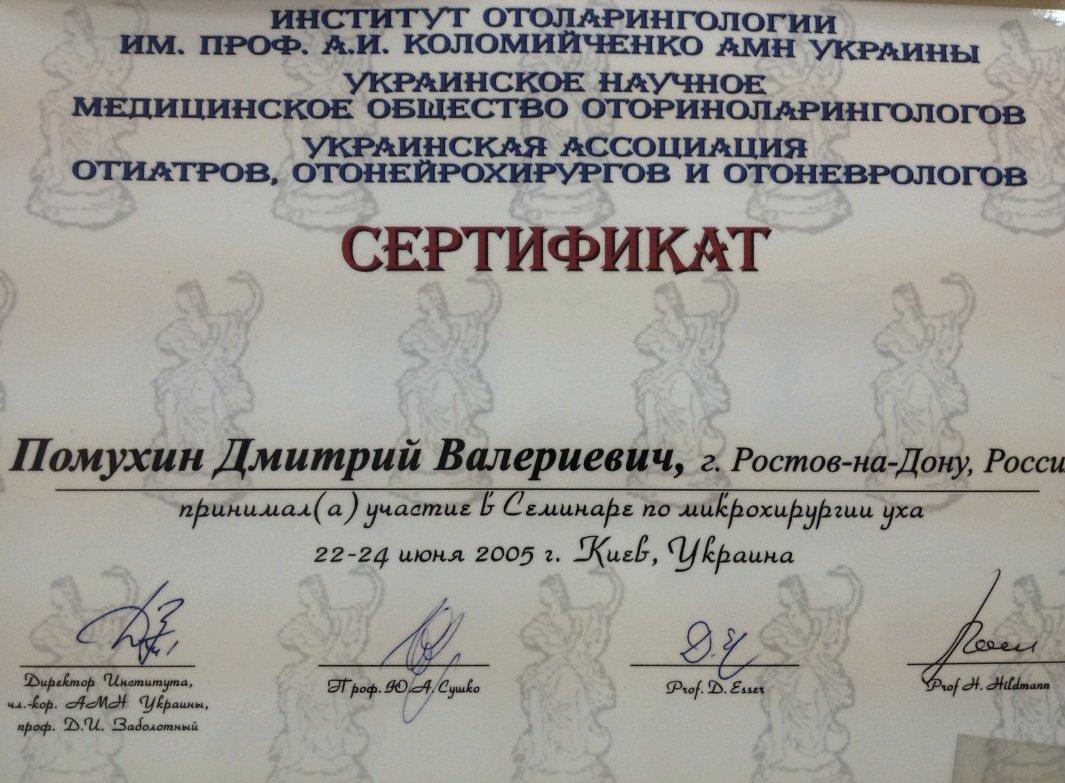 ИНСТИТУТ ОТОЛАРИНГОЛОГИИ
ИМ. ПРОФ. А.И. КОЛОМИЙЧЕНКО АМН УКРАИНЫ
УКРАИНСКОЕ НАУЧНОЕ
МЕДИЦИНСКОЕ ОБЩЕСТВО ОТОРИНОЛАРИНГОЛОГОВ
УКРАИНСКАЯ АССОЦИАЦИЯ
ОТИАТРОВ, ОТОНЕЙРОХИРУРГОВ И ОТОНЕВРОЛОГОВ
СЕРТИФИКАТ
Помухин Дмитрий Валериевич, г. Ростов-на-Дону, Росси
принимал(а) участие в Семинаре по микрохирургии уха
22-24 июня 2005 г. Киев, Украина
Директор Института,
чл.-кор. АМН Украины,
проф. Д.И. Заболотный
Проф. Ю.А. Сушко
Prof. D. Esser
Prof H. Hildmann